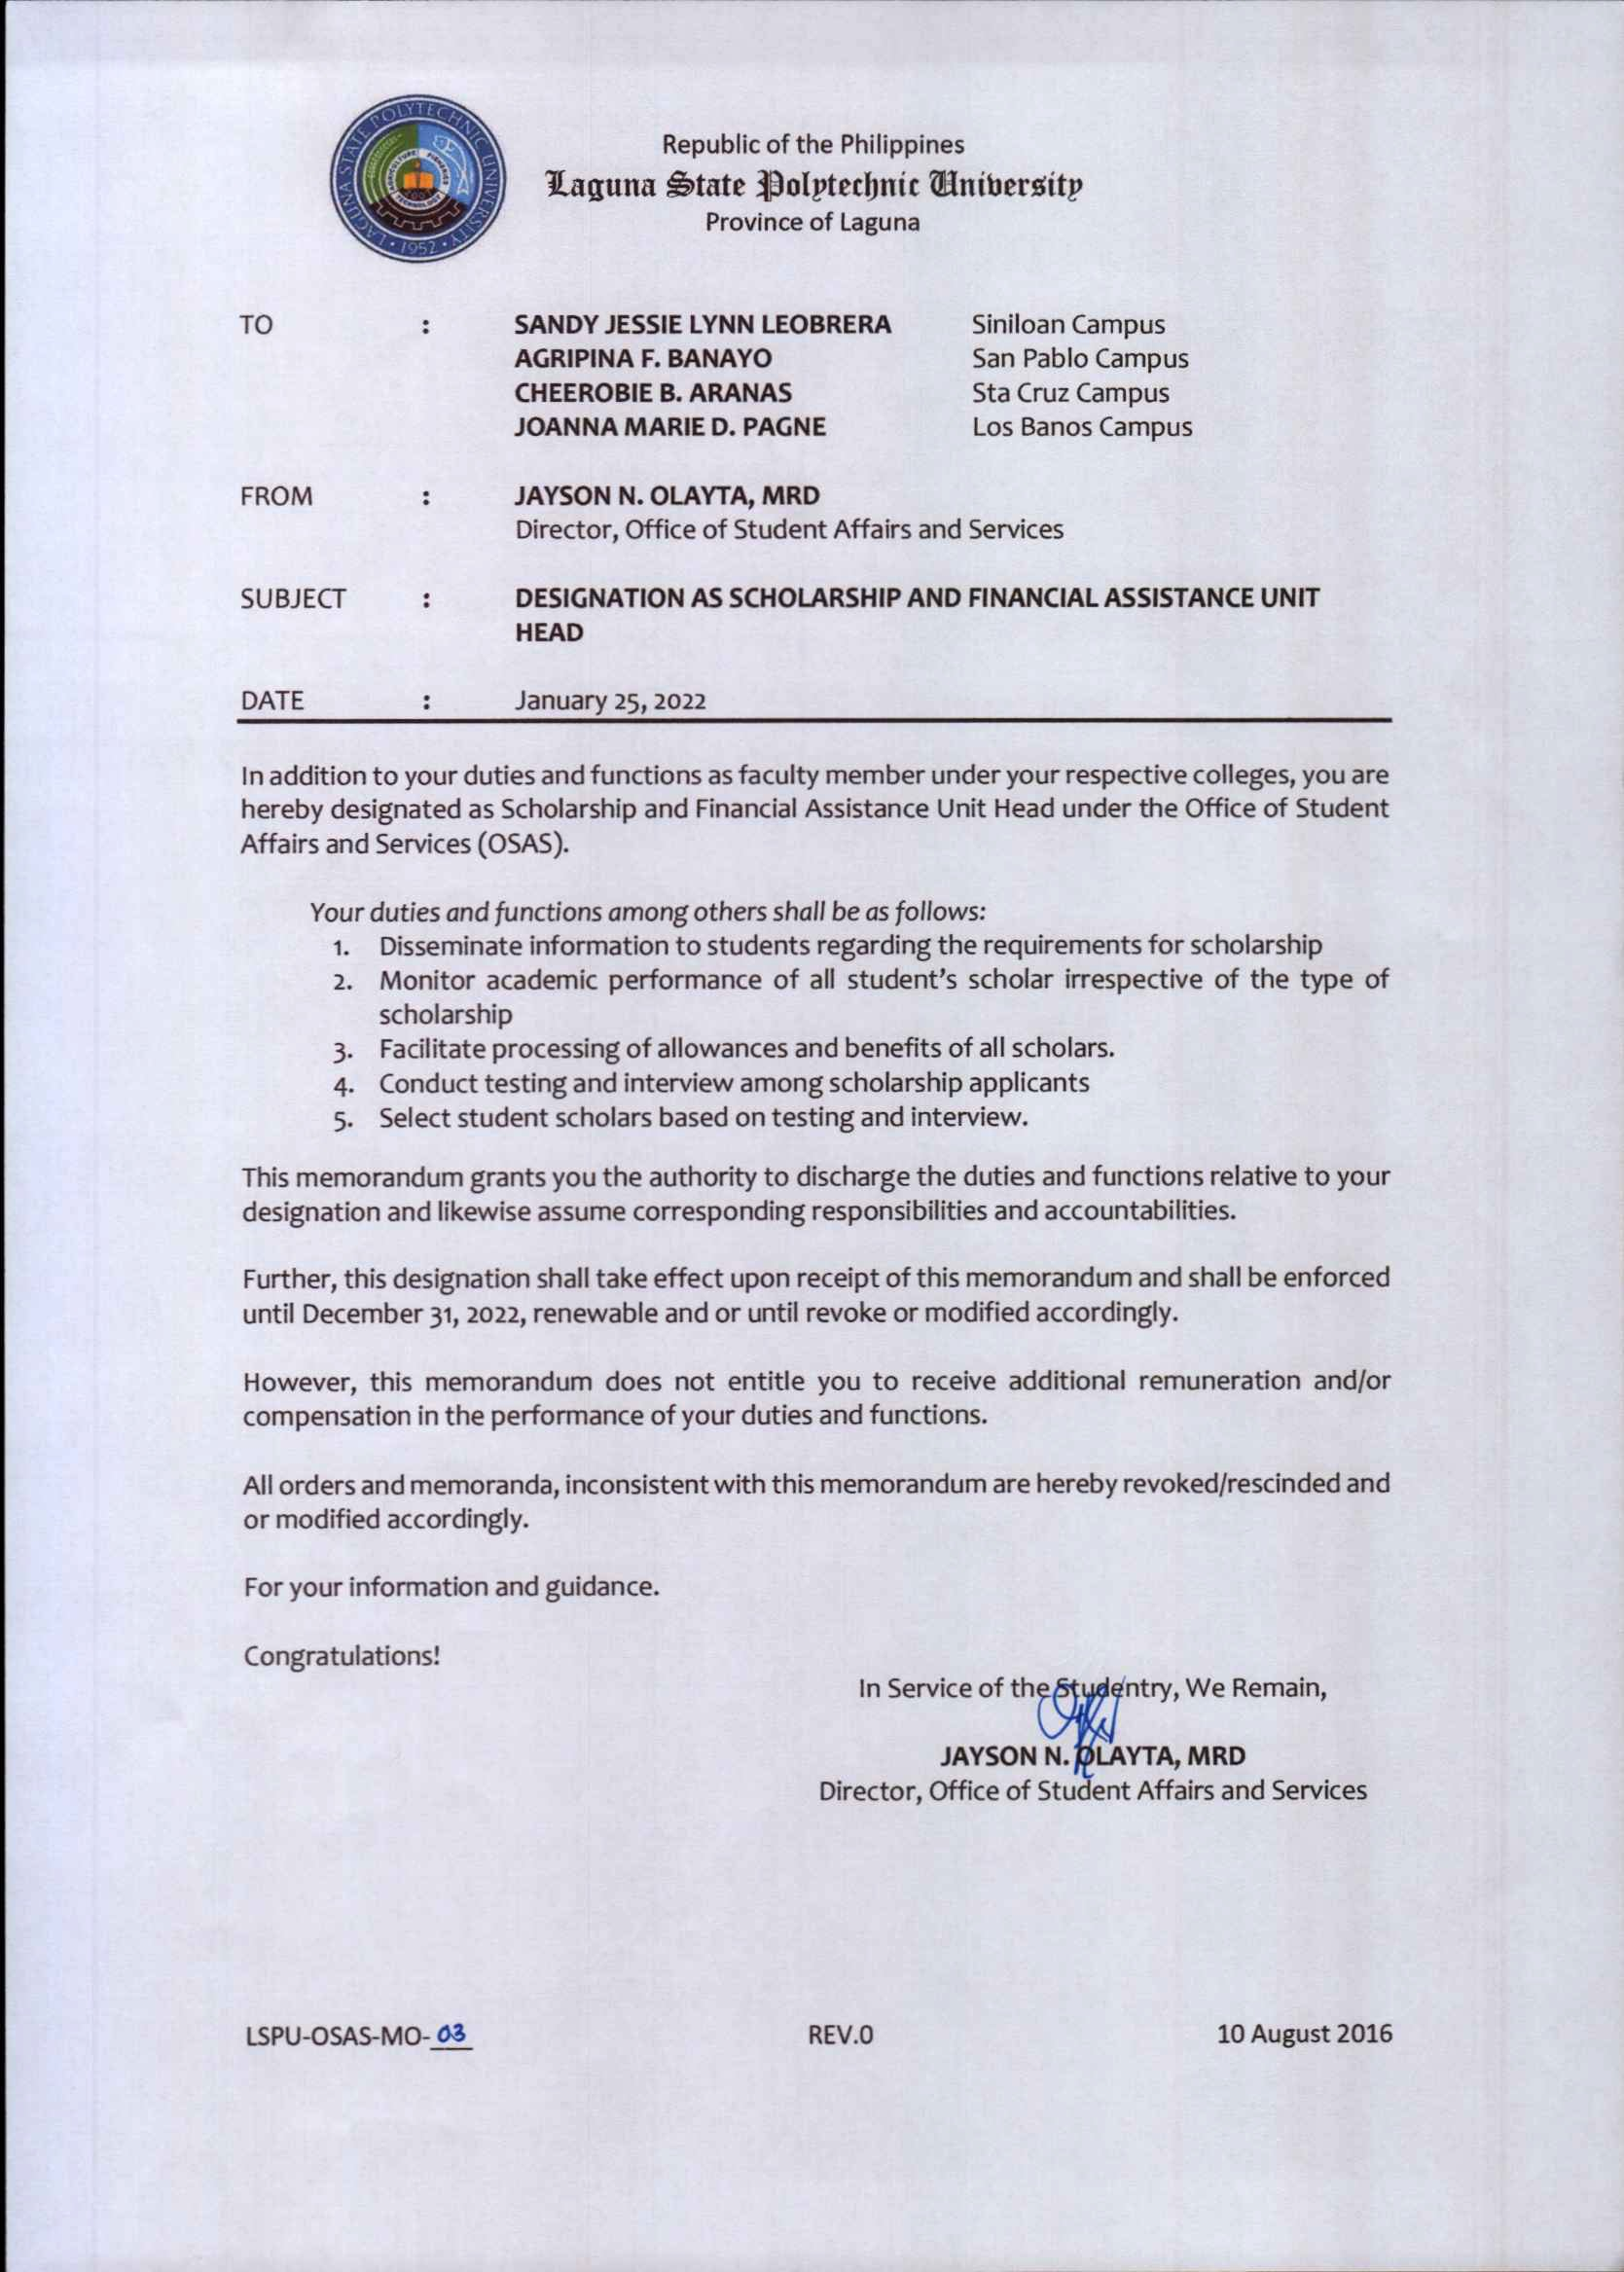 LAGUNA STATE POLYTECHNIC UNIVERSITY
AGRICULTURE FISHERIES
TECHNOLOGY
• 1952 •
Republic of the Philippines
Laguna State Polytechnic University
Province of Laguna
TO : SANDY JESSIE LYNN LEOBRERA Siniloan Campus
AGRIPINA F. BANAYO San Pablo Campus
CHEEROBIE B. ARANAS Sta Cruz Campus
JOANNA MARIE D. PAGNE Los Banos Campus
FROM : JAYSON N. OLAYTA, MRD
Director, Office of Student Affairs and Services
SUBJECT : DESIGNATION AS SCHOLARSHIP AND FINANCIAL ASSISTANCE UNIT
HEAD
DATE : January 25, 2022
In addition to your duties and functions as faculty member under your respective colleges, you are
hereby designated as Scholarship and Financial Assistance Unit Head under the Office of Student
Affairs and Services (OSAS).
Your duties and functions among others shall be as follows:
1. Disseminate information to students regarding the requirements for scholarship
2. Monitor academic performance of all student's scholar irrespective of the type of
scholarship
3. Facilitate processing of allowances and benefits of all scholars.
4. Conduct testing and interview among scholarship applicants
5. Select student scholars based on testing and interview.
This memorandum grants you the authority to discharge the duties and functions relative to your
designation and likewise assume corresponding responsibilities and accountabilities.
Further, this designation shall take effect upon receipt of this memorandum and shall be enforced
until December 31, 2022, renewable and or until revoke or modified accordingly.
However, this memorandum does not entitle you to receive additional remuneration and/or
compensation in the performance of your duties and functions.
All orders and memoranda, inconsistent with this memorandum are hereby revoked/rescinded and
or modified accordingly.
For your information and guidance.
Congratulations!
In Service of the Studentry, We Remain,
JAYSON N. OLAYTA, MRD
Director, Office of Student Affairs and Services
LSPU-OSAS-MO- 03 REV.0 10 August 2016